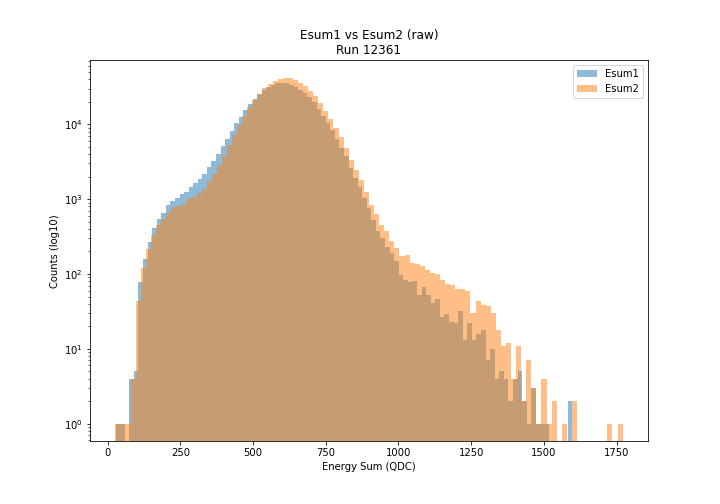 Esum1 vs Esum2 (raw)
Run 12361
Esum1
Esum2
Counts (log10)
10⁴
10³
10²
10¹
10⁰
0 250 500 750 1000 1250 1500 1750
Energy Sum (QDC)